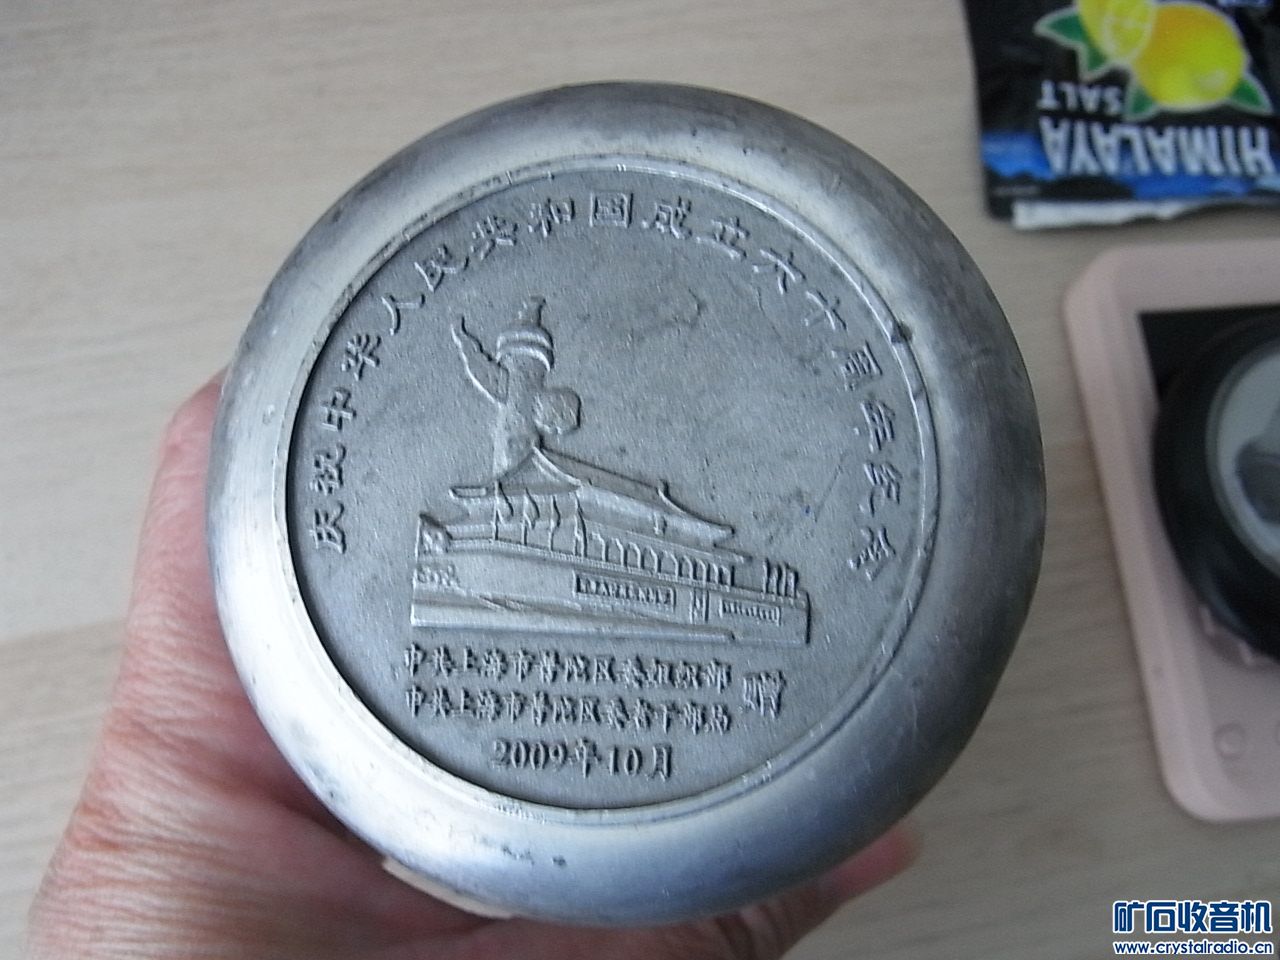 庆祝中华人民共和國成立六十周年纪念
中共上海市普陀区委组织部
中共上海市普陀区委老干部局
赠
2009年10月
HIMALAYA
SALT
矿石收音机
www.crystalradio.cn